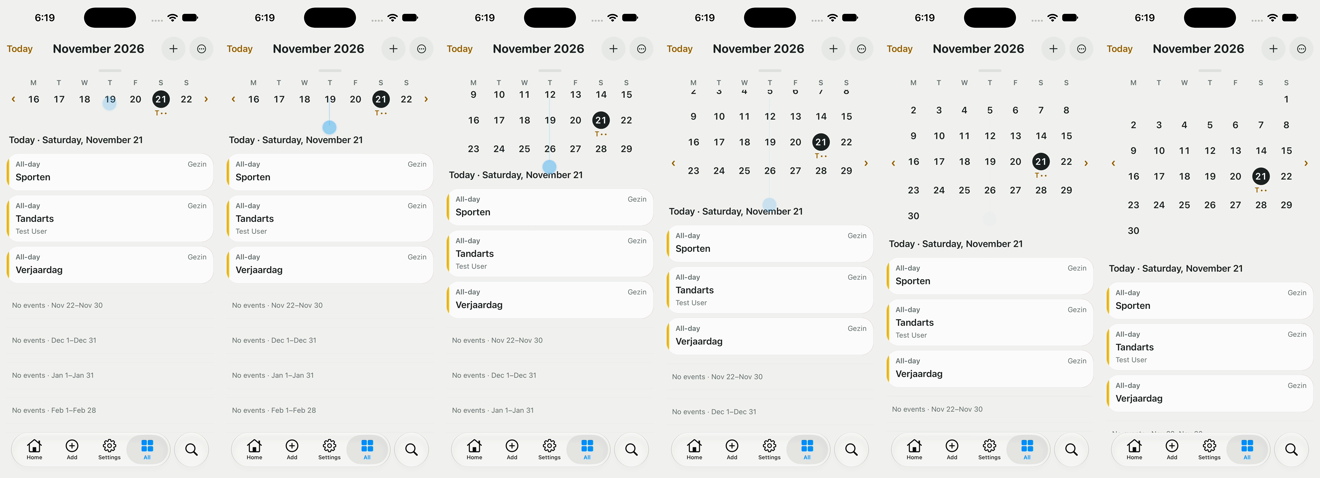 6:19
Today November 2026
M T W T F S S
16 17 18 19 20 21 22
T
Today · Saturday, November 21
All-day Gezin
Sporten
All-day Gezin
Tandarts
Test User
All-day Gezin
Verjaardag
No events · Nov 22–Nov 30
No events · Dec 1–Dec 31
No events · Jan 1–Jan 31
No events · Feb 1–Feb 28
Home Add Settings All
6:19
Today November 2026
M T W T F S S
16 17 18 19 20 21 22
T
Today · Saturday, November 21
All-day Gezin
Sporten
All-day Gezin
Tandarts
Test User
All-day Gezin
Verjaardag
No events · Nov 22–Nov 30
No events · Dec 1–Dec 31
No events · Jan 1–Jan 31
No events · Feb 1–Feb 28
Home Add Settings All
6:19
Today November 2026
M T W T F S S
9 10 11 12 13 14 15
16 17 18 19 20 21 22
T
23 24 25 26 27 28 29
Today · Saturday, November 21
All-day Gezin
Sporten
All-day Gezin
Tandarts
Test User
All-day Gezin
Verjaardag
No events · Nov 22–Nov 30
No events · Dec 1–Dec 31
No events · Jan 1–Jan 31
Home Add Settings All
6:19
Today November 2026
M T W T F S S
2 3 4 5 6 7 8
9 10 11 12 13 14 15
16 17 18 19 20 21 22
T
23 24 25 26 27 28 29
Today · Saturday, November 21
All-day Gezin
Sporten
All-day Gezin
Tandarts
Test User
All-day Gezin
Verjaardag
No events · Nov 22–Nov 30
No events · Dec 1–Dec 31
Home Add Settings All
6:19
Today November 2026
M T W T F S S
2 3 4 5 6 7 8
9 10 11 12 13 14 15
16 17 18 19 20 21 22
T
23 24 25 26 27 28 29
30
Today · Saturday, November 21
All-day Gezin
Sporten
All-day Gezin
Tandarts
Test User
All-day Gezin
Verjaardag
No events · Nov 22–Nov 30
Home Add Settings All
6:19
Today November 2026
M T W T F S S
1
2 3 4 5 6 7 8
9 10 11 12 13 14 15
16 17 18 19 20 21 22
T
23 24 25 26 27 28 29
30
Today · Saturday, November 21
All-day Gezin
Sporten
All-day Gezin
Tandarts
Test User
All-day Gezin
Verjaardag
Home Add Settings All